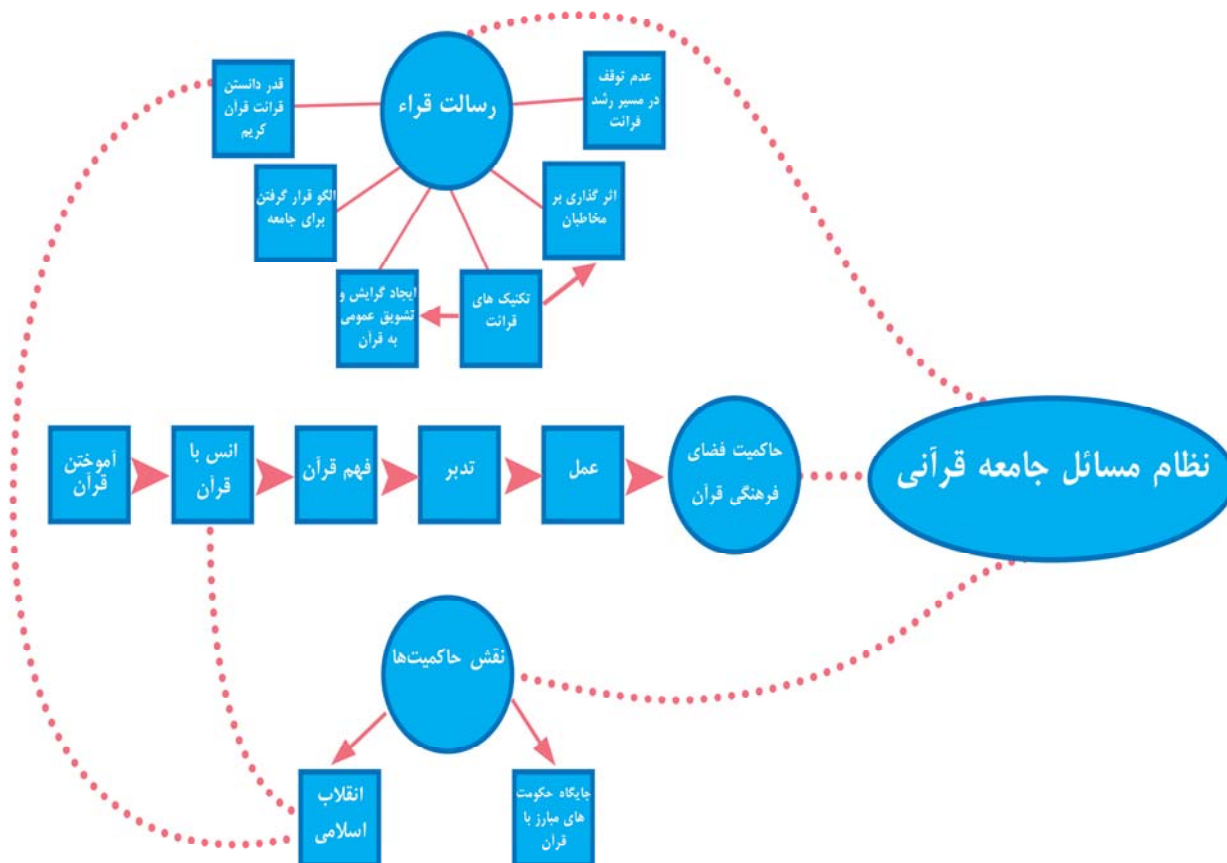 رسالت قراء
عدم توقف
در مسیر رشد
قرائت
قدر دانستن
قرائت قرآن
کریم
اثر گذاری بر
مخاطبان
الگو قرار گرفتن
برای جامعه
تکنیک های
قرائت
ایجاد گرایش و
تشویق عمومی
به قرآن
نظام مسائل جامعه قرآنی
حاکمیت فضای
فرهنگی قرآن
عمل
تدبر
فهم قرآن
انس با
قرآن
آموختن
قرآن
نقش حاکمیت‌ها
جایگاه حکومت
های مبارز با
قرآن
انقلاب
اسلامی